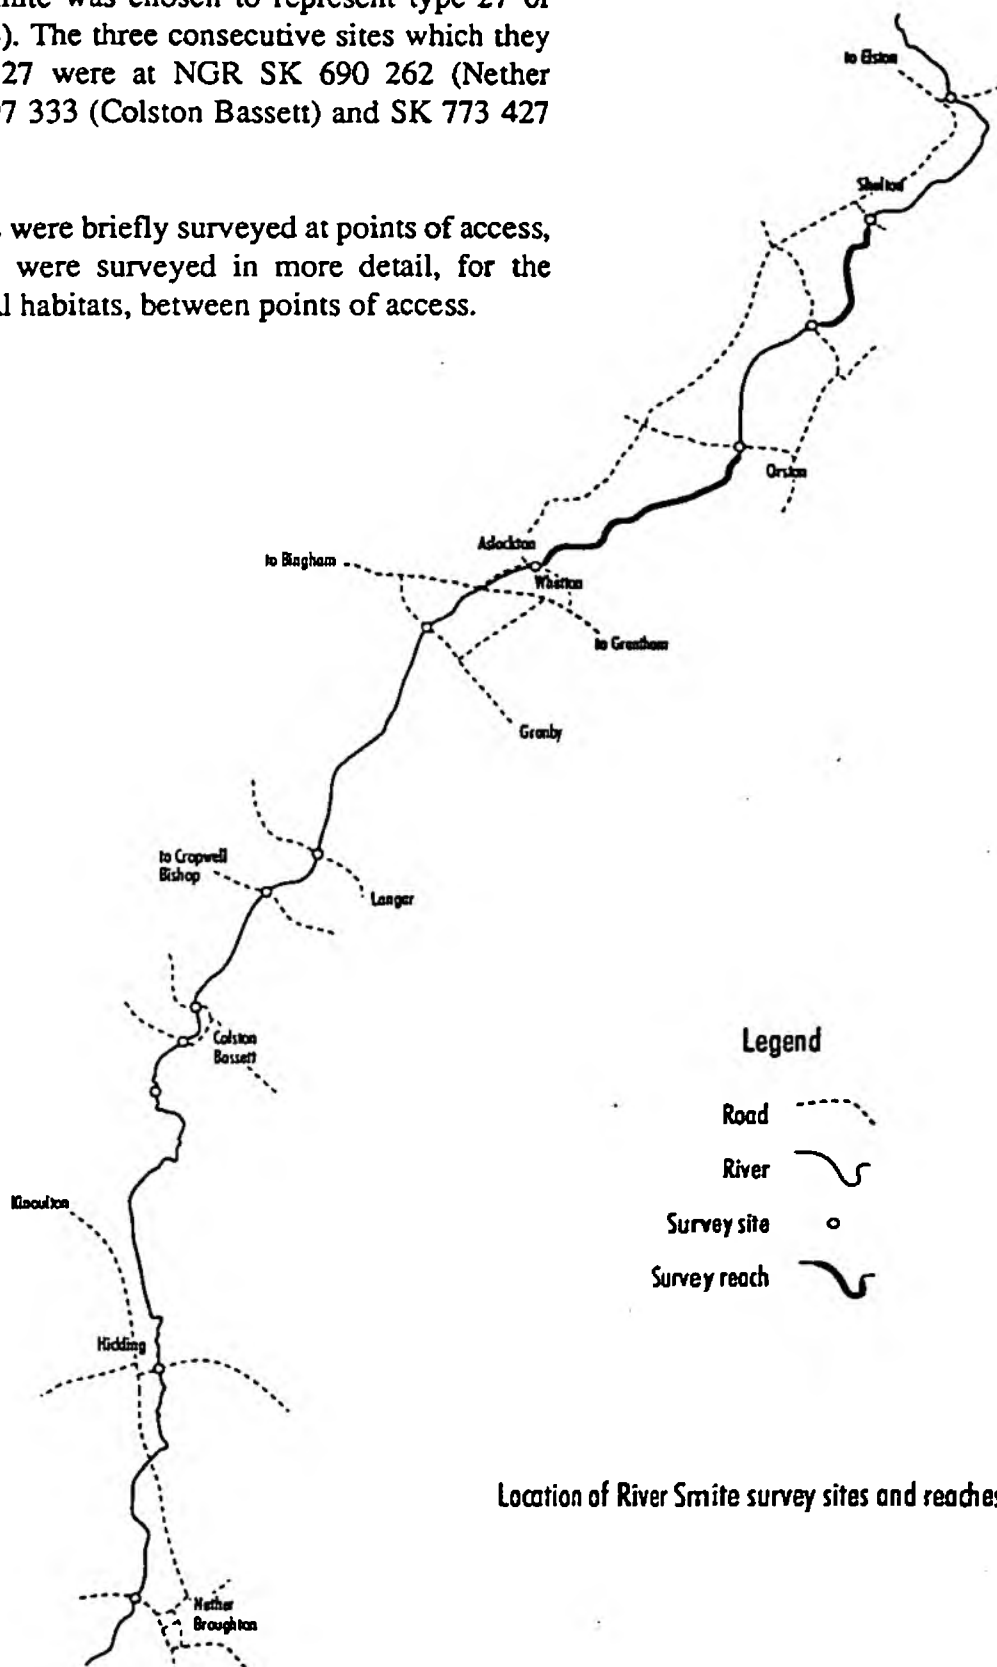 mite was chosen to represent type 27 of
). The three consecutive sites which they
27 were at NGR SK 690 262 (Nether
7 333 (Colston Bassett) and SK 773 427
were briefly surveyed at points of access,
were surveyed in more detail, for the
l habitats, between points of access.
to Elston
Shelton
Orston
Aslockton
to Bingham
Whatton
to Grantham
Granby
to Cropwell
Bishop
Langar
Colston
Bassett
Legend
Road
River
Survey site
Survey reach
Kinoulton
Hickling
Location of River Smite survey sites and reaches
Nether
Broughton